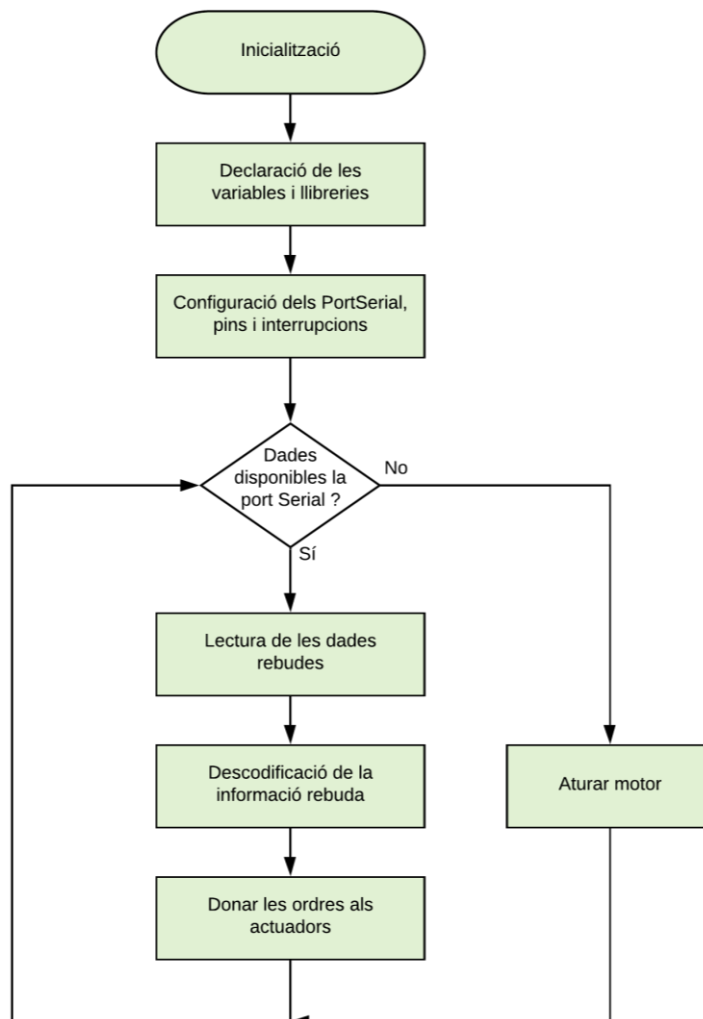 Inicialització
Declaració de les
variables i llibreries
Configuració dels PortSerial,
pins i interrupcions
Dades
disponibles la
port Serial ?
No
Sí
Lectura de les dades
rebudes
Descodificació de la
informació rebuda
Aturar motor
Donar les ordres als
actuadors